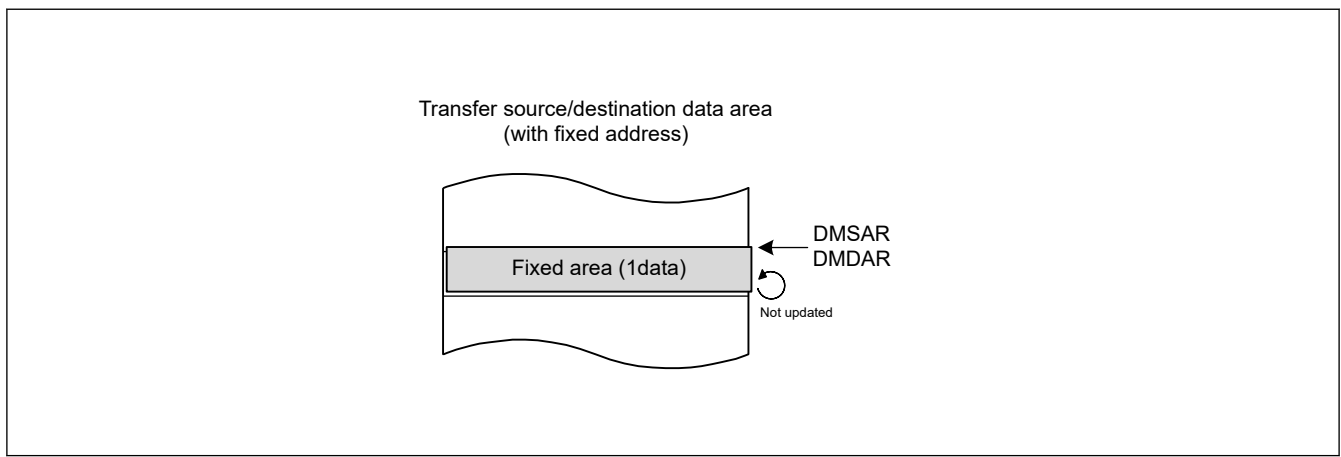 Transfer source/destination data area
(with fixed address)
DMSAR
DMDAR
Fixed area (1data)
Not updated